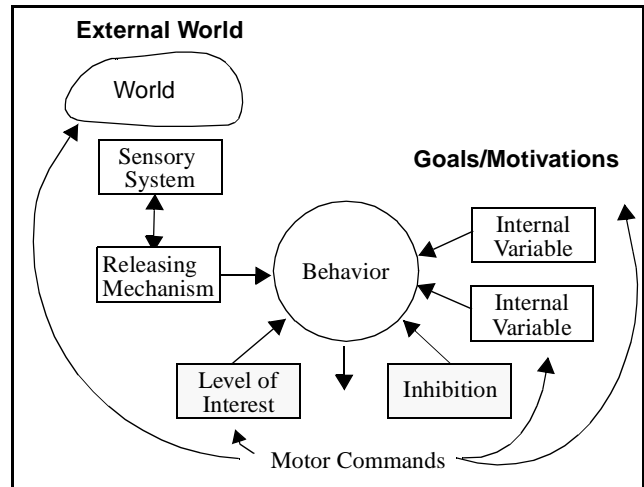 External World
World
Sensory
System
Goals/Motivations
Internal
Variable
Releasing
Mechanism
Behavior
Internal
Variable
Level of
Interest
Inhibition
Motor Commands